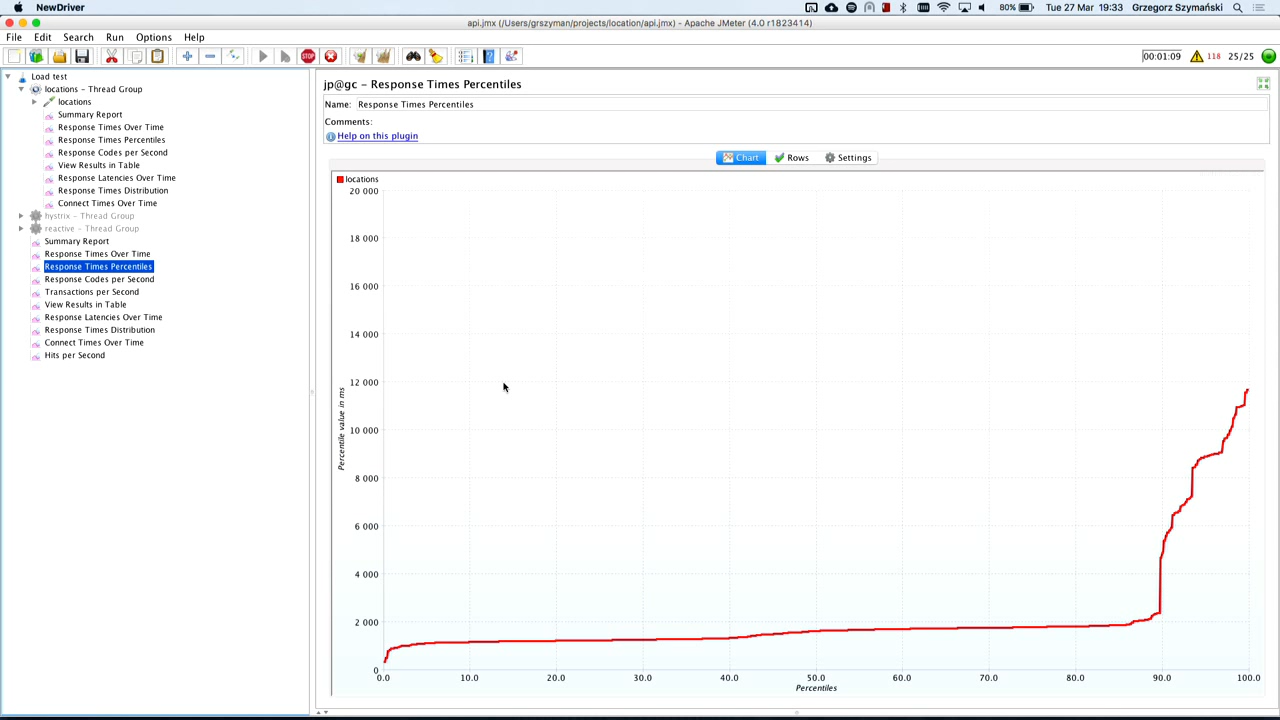 NewDriver 80% Tue 27 Mar 19:33 Grzegorz Szymański
api.jmx (/Users/grszyman/projects/location/api.jmx) - Apache JMeter (4.0 r1823414)
File Edit Search Run Options Help
STOP 00:01:09 118 25/25
Load test
locations - Thread Group
locations
Summary Report
Response Times Over Time
Response Times Percentiles
Response Codes per Second
View Results in Table
Response Latencies Over Time
Response Times Distribution
Connect Times Over Time
hystrix - Thread Group
reactive - Thread Group
Summary Report
Response Times Over Time
Response Times Percentiles
Response Codes per Second
Transactions per Second
View Results in Table
Response Latencies Over Time
Response Times Distribution
Connect Times Over Time
Hits per Second
jp@gc - Response Times Percentiles
Name: Response Times Percentiles
Comments:
Help on this plugin
Chart Rows Settings
locations
20 000
18 000
16 000
14 000
12 000
10 000
8 000
6 000
4 000
2 000
0
Percentile value in ms
0.0 10.0 20.0 30.0 40.0 50.0 60.0 70.0 80.0 90.0 100.0
Percentiles